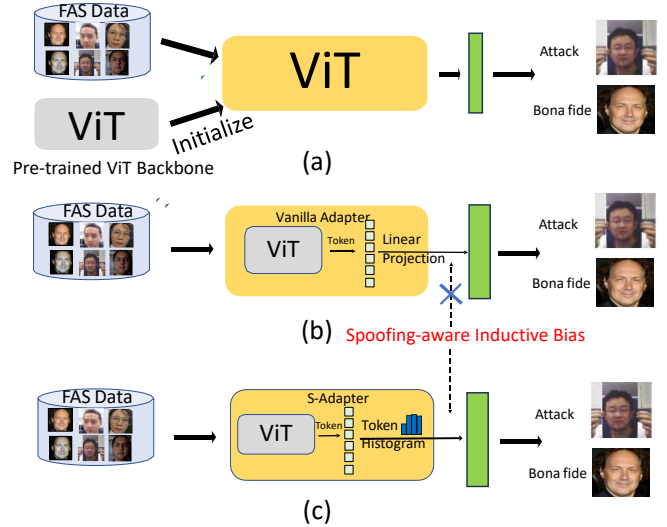 FAS Data
ViT
Attack
Bona fide
ViT
Initialize
Pre-trained ViT Backbone
(a)
FAS Data
Vanilla Adapter
ViT
Token
Linear
Projection
Attack
Bona fide
(b)
Spoofing-aware Inductive Bias
FAS Data
S-Adapter
ViT
Token
Token
Histogram
Attack
Bona fide
(c)